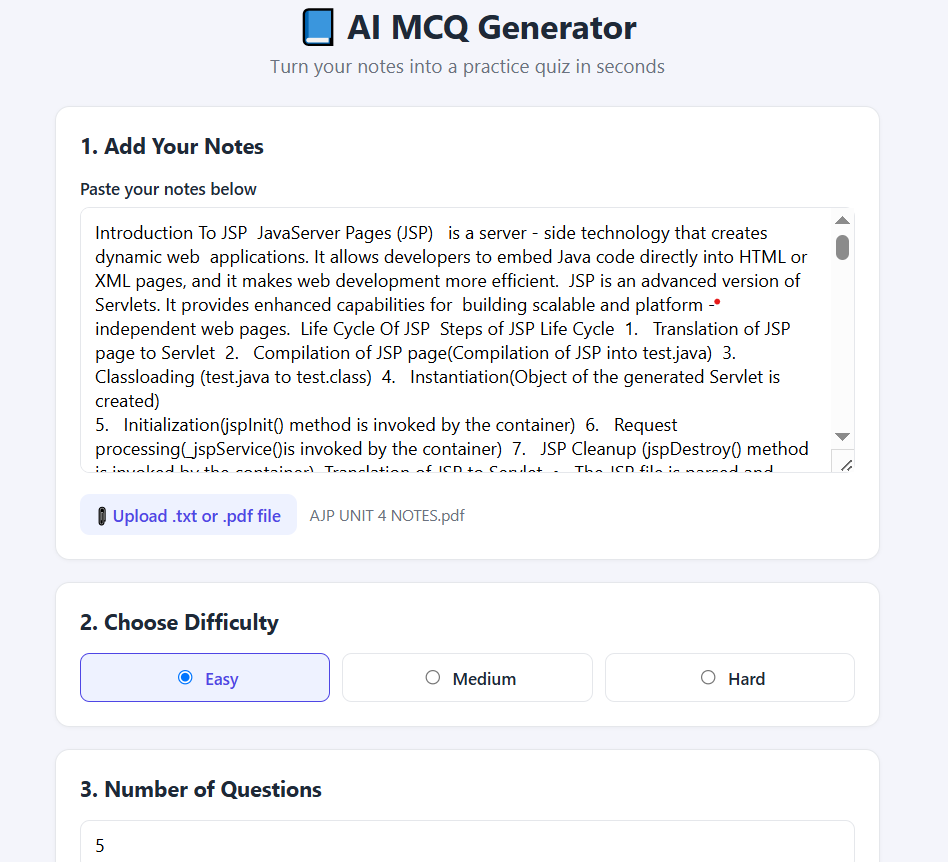 AI MCQ Generator
Turn your notes into a practice quiz in seconds
1. Add Your Notes
Paste your notes below
Introduction To JSP  JavaServer Pages (JSP)   is a server - side technology that creates
dynamic web  applications. It allows developers to embed Java code directly into HTML or
XML pages, and it makes web development more efficient.  JSP is an advanced version of
Servlets. It provides enhanced capabilities for  building scalable and platform -
independent web pages.  Life Cycle Of JSP  Steps of JSP Life Cycle  1.   Translation of JSP
page to Servlet  2.   Compilation of JSP page(Compilation of JSP into test.java)  3.
Classloading (test.java to test.class)  4.   Instantiation(Object of the generated Servlet is
created)
5.   Initialization(jspInit() method is invoked by the container)  6.   Request
processing(_jspService()is invoked by the container)  7.   JSP Cleanup (jspDestroy() method
is invoked by the container)  Translation of JSP to Servlet  •   The JSP file is parsed and
Upload .txt or .pdf file
AJP UNIT 4 NOTES.pdf
2. Choose Difficulty
Easy
Medium
Hard
3. Number of Questions
5